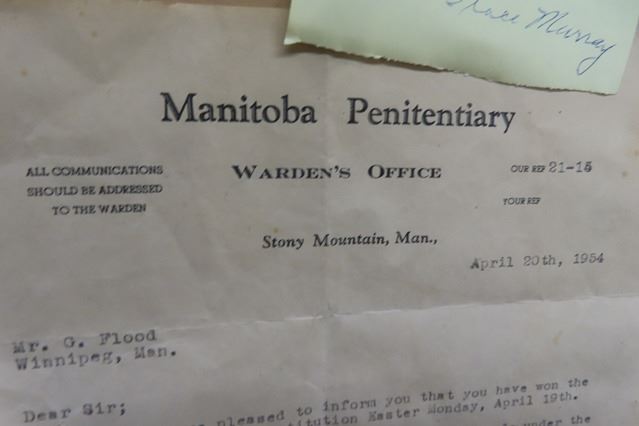 Murray
Manitoba Penitentiary
ALL COMMUNICATIONS
SHOULD BE ADDRESSED
TO THE WARDEN
WARDEN'S OFFICE
OUR REF 21-15
YOUR REF
Stony Mountain, Man.,
April 20th, 1954
Mr. G. Flood
Winnipeg, Man.
Dear Sir;
pleased to inform you that you have won the
Easter Monday, April 19th.
under the